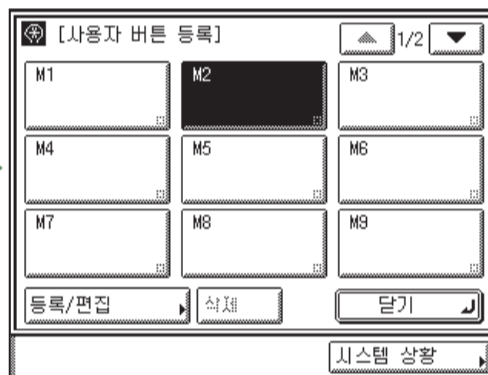 [사용자 버튼 등록] 1/2
M1 M2 M3
M4 M5 M6
M7 M8 M9
등록/편집 삭제 닫기
시스템 상황